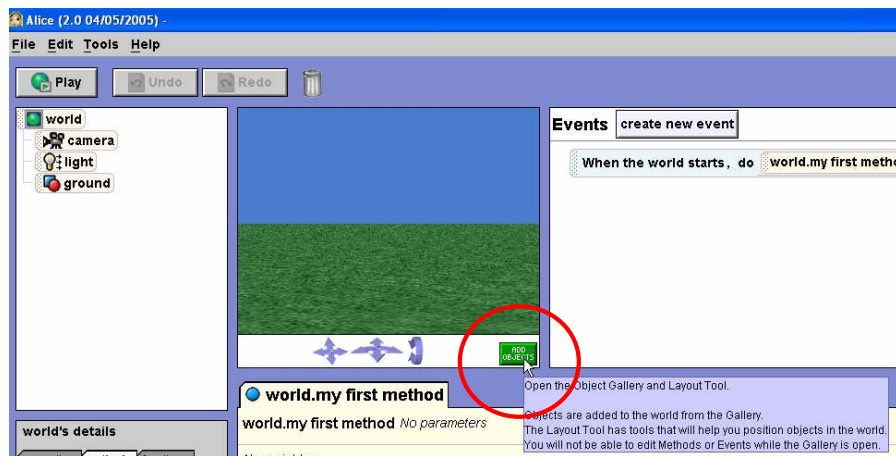 Alice (2.0 04/05/2005) -
File Edit Tools Help
Play Undo Redo
world
camera
light
ground
Events create new event
When the world starts, do world.my first metho
ADD
OBJECTS
Open the Object Gallery and Layout Tool.
Objects are added to the world from the Gallery.
The Layout Tool has tools that will help you position objects in the world.
You will not be able to edit Methods or Events while the Gallery is open.
world.my first method
world.my first method No parameters
world's details